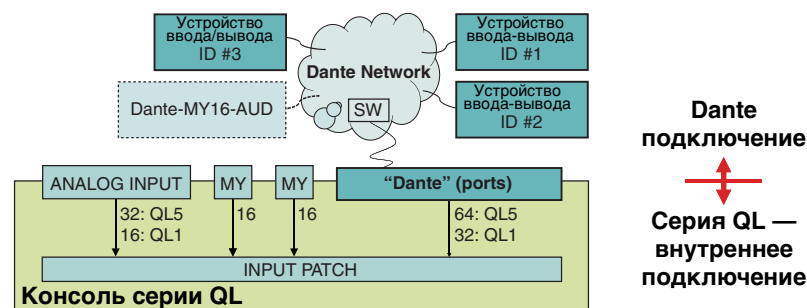 Устройство
ввода/вывода
ID #3
Устройство
ввода-вывода
ID #1
Dante Network
Dante-MY16-AUD
SW
Устройство
ввода-вывода
ID #2
Dante
подключение
ANALOG INPUT
MY
MY
“Dante” (ports)
32: QL5
16: QL1
16
16
64: QL5
32: QL1
INPUT PATCH
Консоль серии QL
Серия QL —
внутреннее
подключение